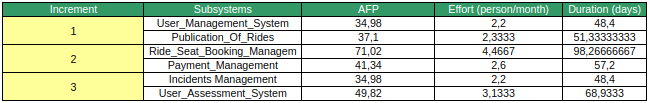 Increment Subsystems AFP Effort (person/month) Duration (days)
1 User_Management_System 34,98 2,2 48,4
Publication_Of_Rides 37,1 2,3333 51,33333333
2 Ride_Seat_Booking_Managem 71,02 4,4667 98,26666667
Payment_Management 41,34 2,6 57,2
3 Incidents Management 34,98 2,2 48,4
User_Assessment_System 49,82 3,1333 68,9333